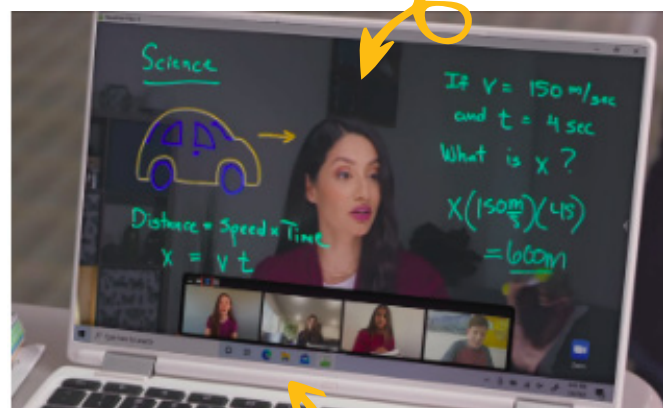 Science
Distance = Speed x Time
x = v t
If v = 150 m/sec
and t = 4 sec
What is x ?
X(150m/s)(4s)
= 600m